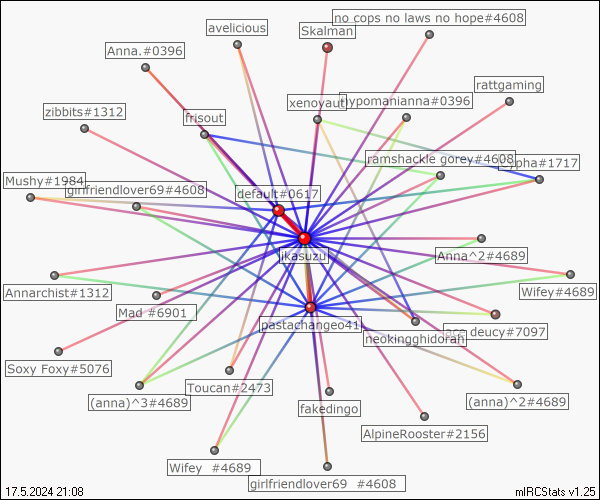 no cops no laws no hope#4608
avelicious
Skalman
Anna.#0396
rattgaming
xenoyaut
hypomanianna#0396
zibbits#1312
frisout
ramshackle gorey#4608
cypha#1717
Mushy#1984
girlfriendlover69#4608
default#0617
jikasuzu
Anna^2#4689
Annarchist#1312
Wifey#4689
Mad #6901
pastachangeo41
deucy#7097
neokingghidorah
Soxy Foxy#5076
Toucan#2473
(anna)^3#4689
fakedingo
(anna)^2#4689
AlpineRooster#2156
Wifey #4689
girlfriendlover69 #4608
17.5.2024 21:08
mIRCStats v1.25